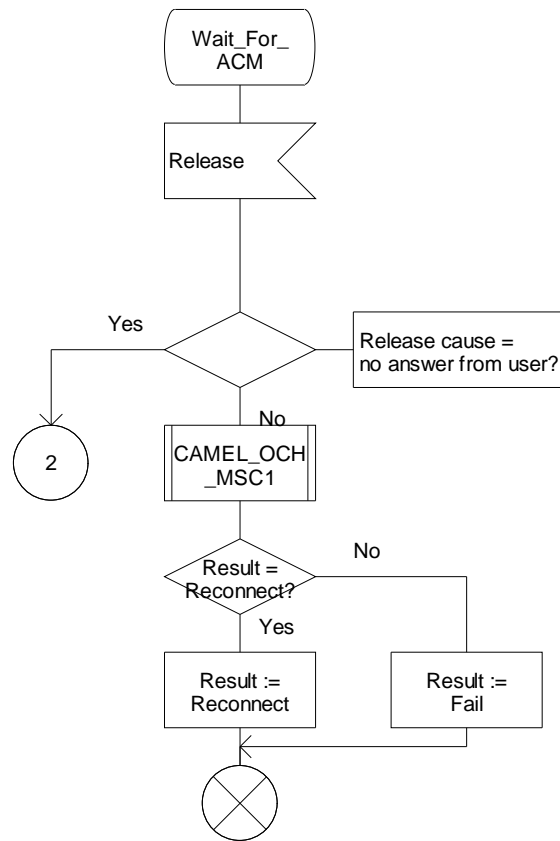 Wait_For_
ACM
Release
Yes
Release cause =
no answer from user?
No
2
CAMEL_OCH
_MSC1
No
Result =
Reconnect?
Yes
Result :=
Reconnect
Result :=
Fail